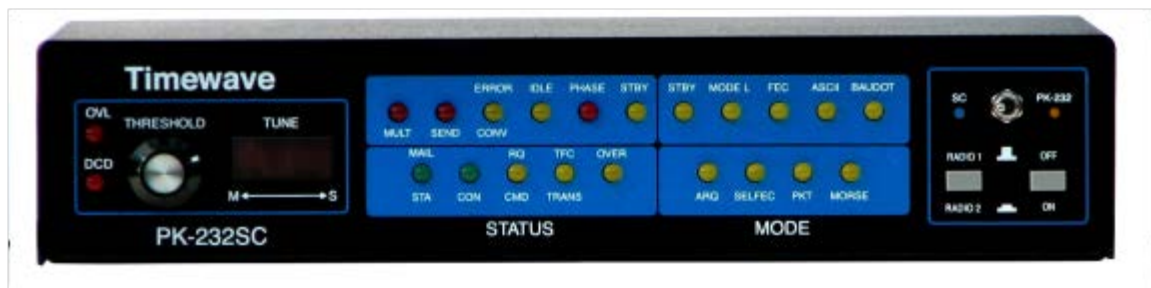 Timewave
OVL
THRESHOLD
TUNE
DCD
M S
PK-232SC
ERROR IDLE PHASE STBY
MULT SEND CONV
MAIL RQ TFC OVER
STA CON CMD TRANS
STATUS
STBY MODE L FEC ASCII BAUDOT
ARQ SELFEC PKT MORSE
MODE
SC PK-232
RADIO 1 OFF
RADIO 2 ON